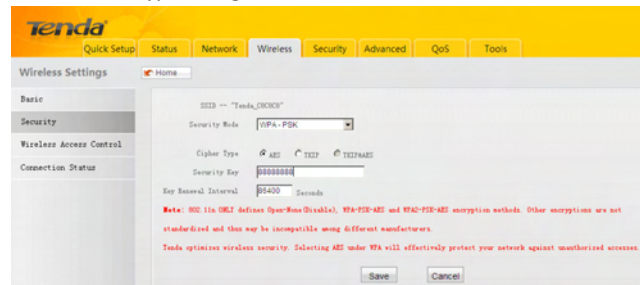 Tenda
Quick Setup Status Network Wireless Security Advanced QoS Tools
Wireless Settings Home
Basic
Security
Wireless Access Control
Connection Status
SSID -- "Tenda_C0C0C0"
Security Mode WPA-PSK
Cipher Type AES TKIP TKIP&AES
Security Key 88888888
Key Renewal Interval 86400 Seconds
Note: 802.11n ONLY defines Open-None(Disable), WPA-PSK-AES and WPA2-PSK-AES encryption methods. Other encryptions are not
standardized and thus may be incompatible among different manufacturers.
Tenda optimizes wireless security. Selecting AES under WPA will effectively protect your network against unauthorized accesses.
Save Cancel